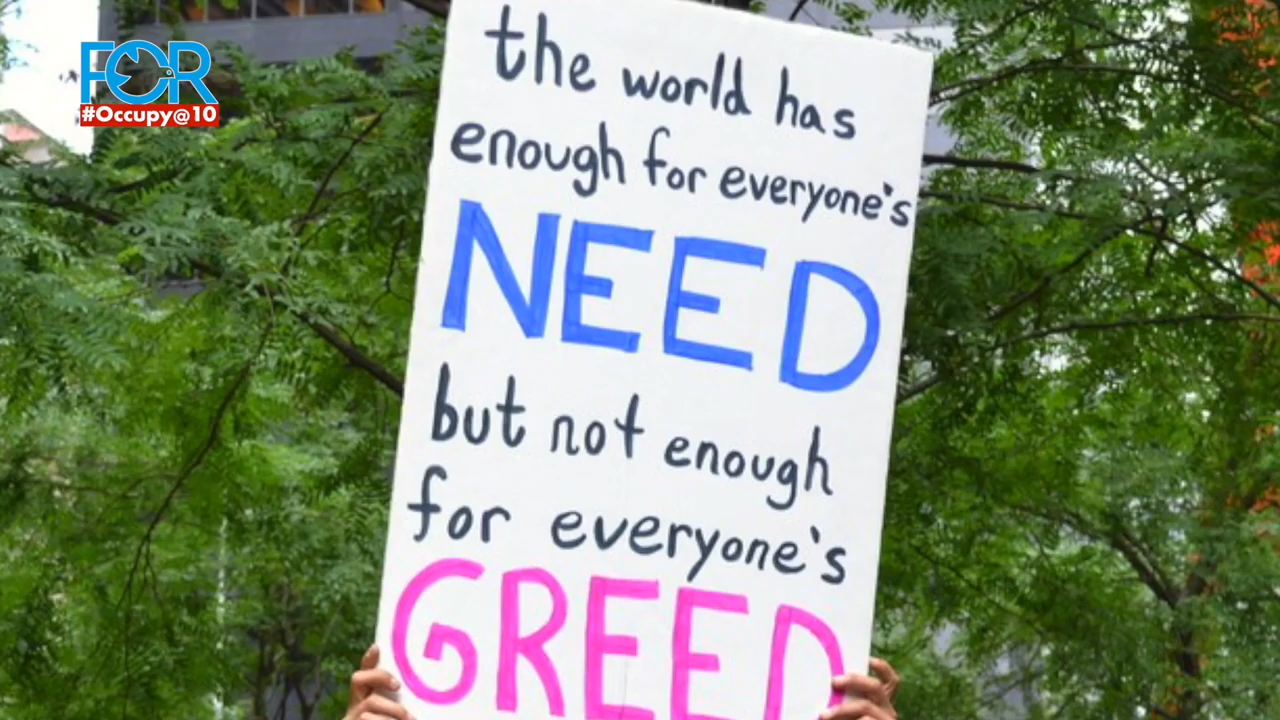 FOR
#Occupy@10
the world has
enough for everyone's
NEED
but not enough
for everyone's
GREED